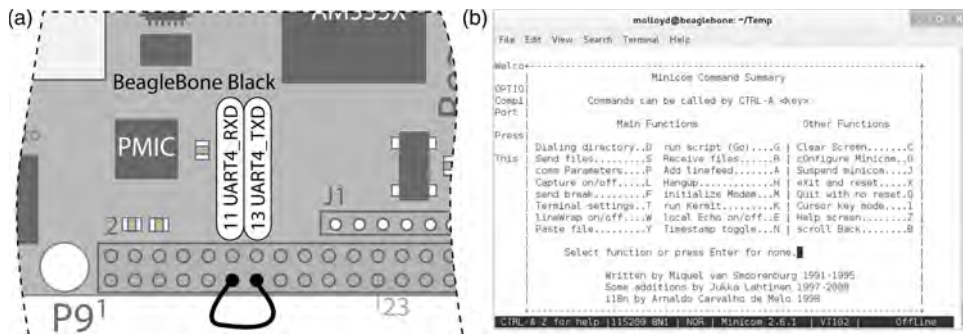 (a)
AM335X
BeagleBone Black
PMIC
11 UART4_RXD
13 UART4_TXD
J1
2
P9
1
23
(b)
molloyd@beaglebone: ~/Temp
File Edit View Search Terminal Help
Welco
Minicom Command Summary
OPTIO
Compi
Commands can be called by CTRL-A <key>
Port
Main Functions Other Functions
Press
Dialing directory..D run script (Go)....G | Clear Screen.......C
This
Send files.........S Receive files......R | cOnfigure Minicom..O
comm Parameters....P Add linefeed.......A | Suspend minicom....J
Capture on/off.....L Hangup.............H | eXit and reset.....X
send break.........F initialize Modem...M | Quit with no reset.Q
Terminal settings..T run Kermit.........K | Cursor key mode....I
lineWrap on/off....W local Echo on/off..E | Help screen........Z
Paste file.........Y Timestamp toggle...N | scroll Back........B
Select function or press Enter for none.
Written by Miquel van Smoorenburg 1991-1995
Some additions by Jukka Lahtinen 1997-2000
i18n by Arnaldo Carvalho de Melo 1998
CTRL-A Z for help |115200 8N1 | NOR | Minicom 2.6.1 | VT102 | Offline